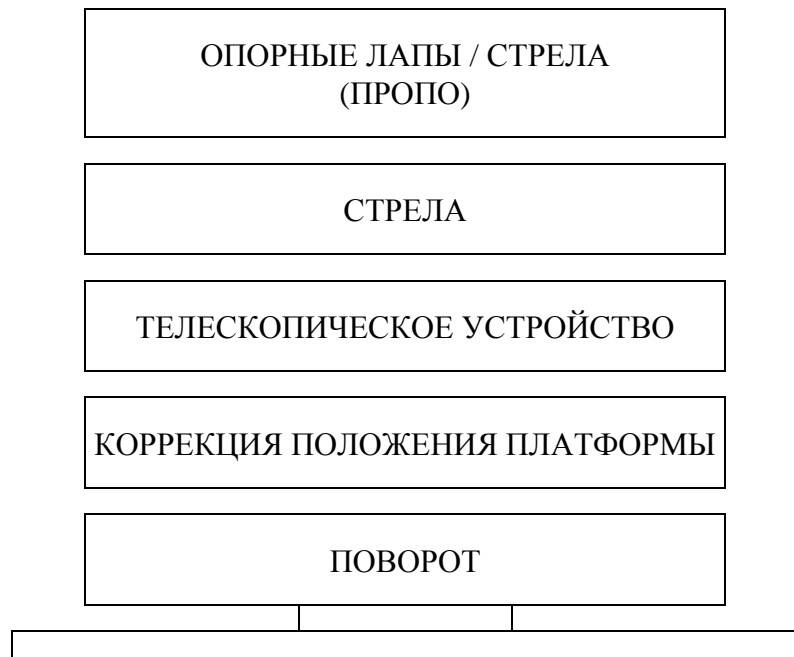 ОПОРНЫЕ ЛАПЫ / СТРЕЛА
(ПРОПО)
СТРЕЛА
ТЕЛЕСКОПИЧЕСКОЕ УСТРОЙСТВО
КОРРЕКЦИЯ ПОЛОЖЕНИЯ ПЛАТФОРМЫ
ПОВОРОТ